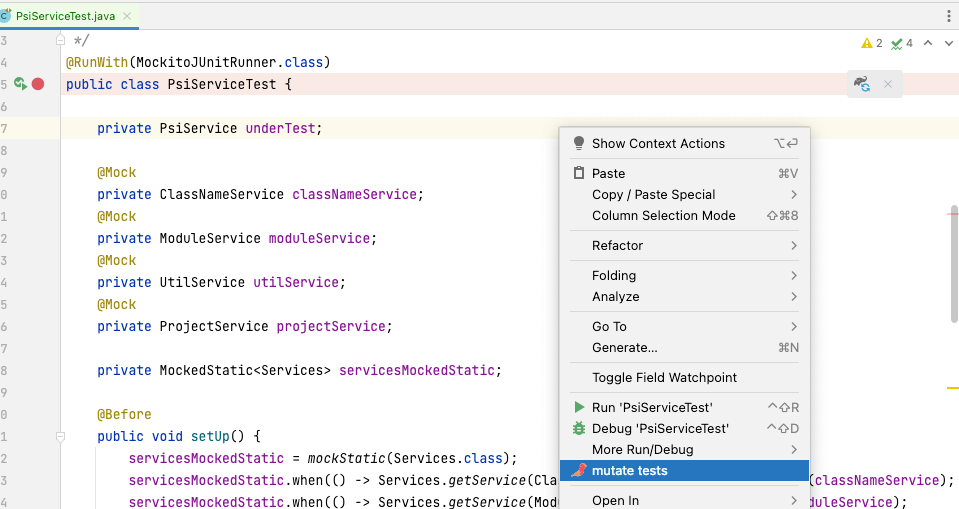 PsiServiceTest.java
3 */
2 4
4 @RunWith(MockitoJUnitRunner.class)
5 public class PsiServiceTest {
6
7 private PsiService underTest;
8
9 @Mock
0 private ClassNameService classNameService;
1 @Mock
2 private ModuleService moduleService;
3 @Mock
4 private UtilService utilService;
5 @Mock
6 private ProjectService projectService;
7
8 private MockedStatic<Services> servicesMockedStatic;
9
0 @Before
1 public void setUp() {
2 servicesMockedStatic = mockStatic(Services.class);
3 servicesMockedStatic.when(() -> Services.getService(Cla (classNameService);
4 servicesMockedStatic.when(() -> Services.getService(Mod duleService);
Show Context Actions ⌥↩
Paste ⌘V
Copy / Paste Special
Column Selection Mode ⇧⌘8
Refactor
Folding
Analyze
Go To
Generate... ⌘N
Toggle Field Watchpoint
Run 'PsiServiceTest' ^⇧R
Debug 'PsiServiceTest' ^⇧D
More Run/Debug
mutate tests
Open In